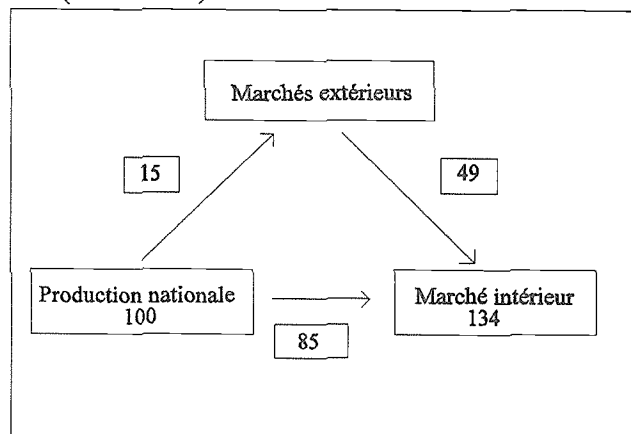 Marchés extérieurs
15
49
Production nationale
100
Marché intérieur
134
85